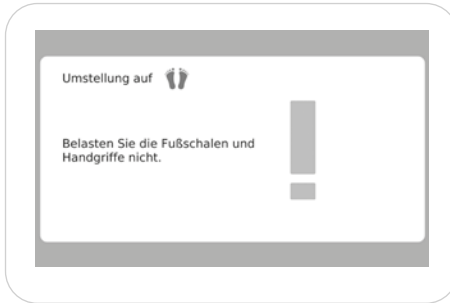 Umstellung auf
Belasten Sie die Fußschalen und
Handgriffe nicht.